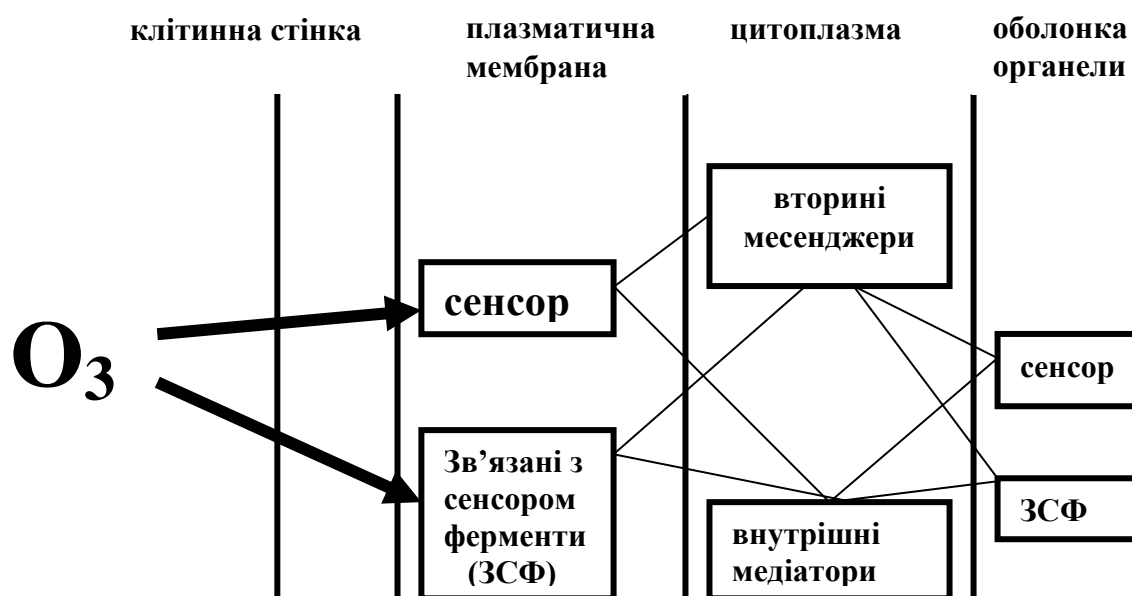 клітинна стінка
плазматична
мембрана
цитоплазма
оболонка
органели
O₃
сенсор
Зв’язані з
сенсором
ферменти
(ЗСФ)
вторині
месенджери
внутрішні
медіатори
сенсор
ЗСФ